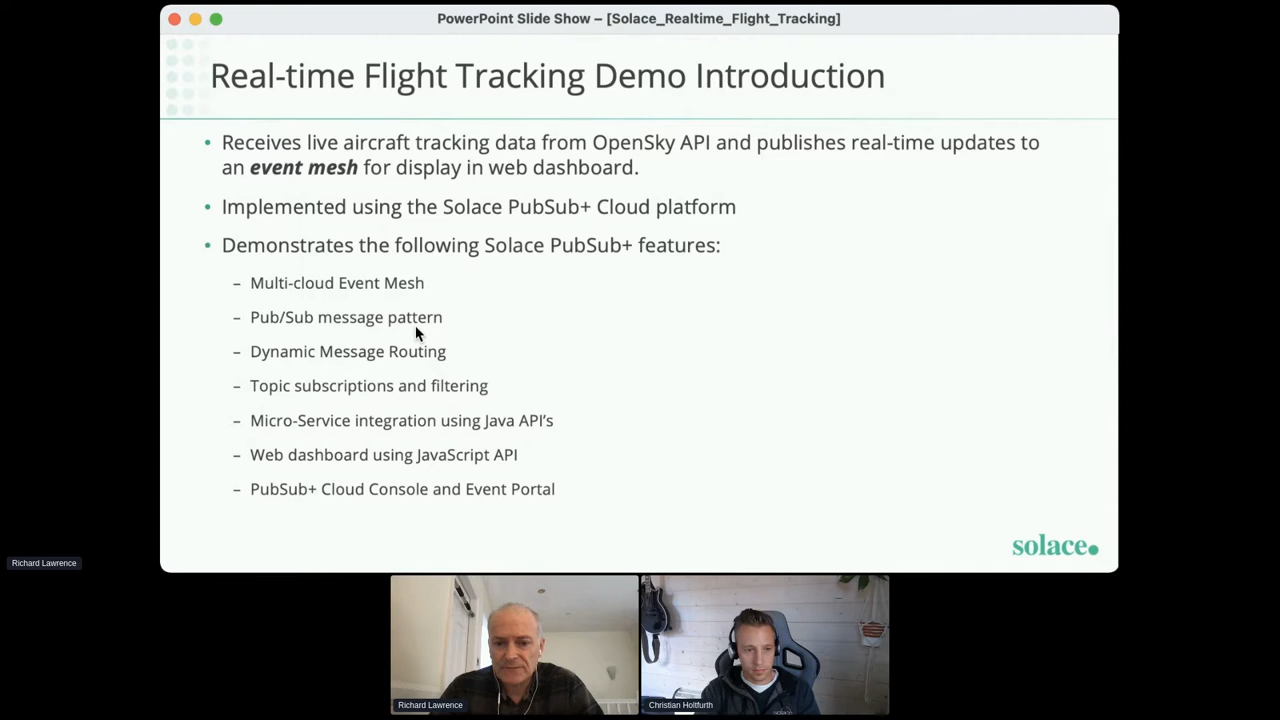 PowerPoint Slide Show – [Solace_Realtime_Flight_Tracking]
Real-time Flight Tracking Demo Introduction
• Receives live aircraft tracking data from OpenSky API and publishes real-time updates to
an event mesh for display in web dashboard.
• Implemented using the Solace PubSub+ Cloud platform
• Demonstrates the following Solace PubSub+ features:
– Multi-cloud Event Mesh
– Pub/Sub message pattern
– Dynamic Message Routing
– Topic subscriptions and filtering
– Micro-Service integration using Java API’s
– Web dashboard using JavaScript API
– PubSub+ Cloud Console and Event Portal
solace.
Richard Lawrence
Richard Lawrence
Christian Holtfurth
solace